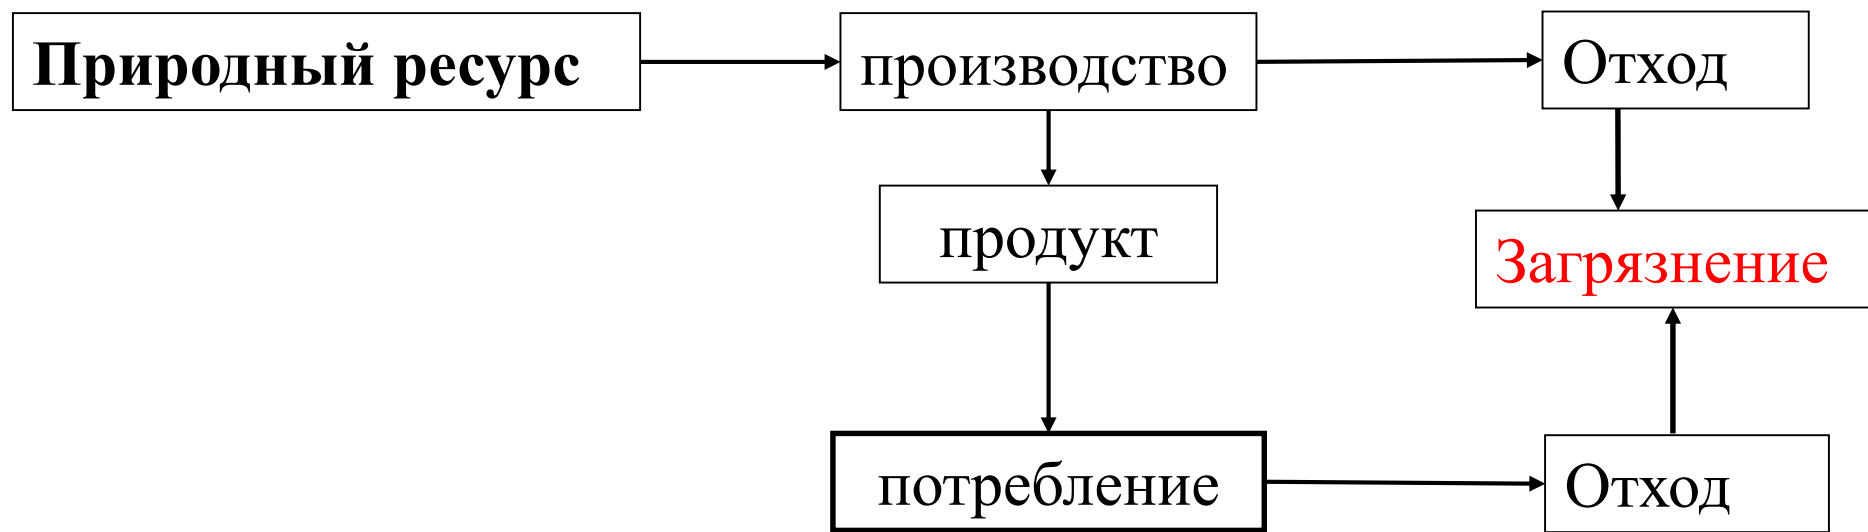 Природный ресурс
производство
Отход
продукт
Загрязнение
потребление
Отход